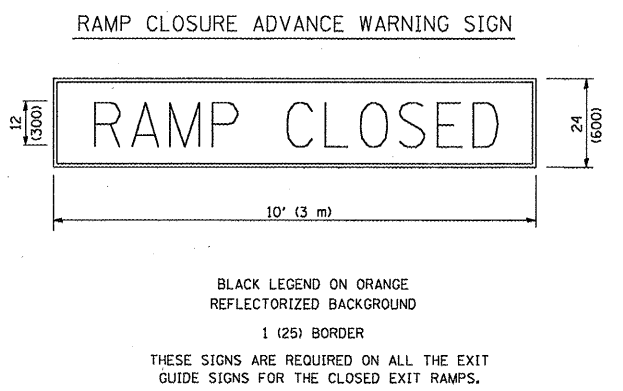 RAMP CLOSURE ADVANCE WARNING SIGN
RAMP CLOSED
12
(300)
24
(600)
10' (3 m)
BLACK LEGEND ON ORANGE
REFLECTORIZED BACKGROUND
1 (25) BORDER
THESE SIGNS ARE REQUIRED ON ALL THE EXIT
GUIDE SIGNS FOR THE CLOSED EXIT RAMPS.